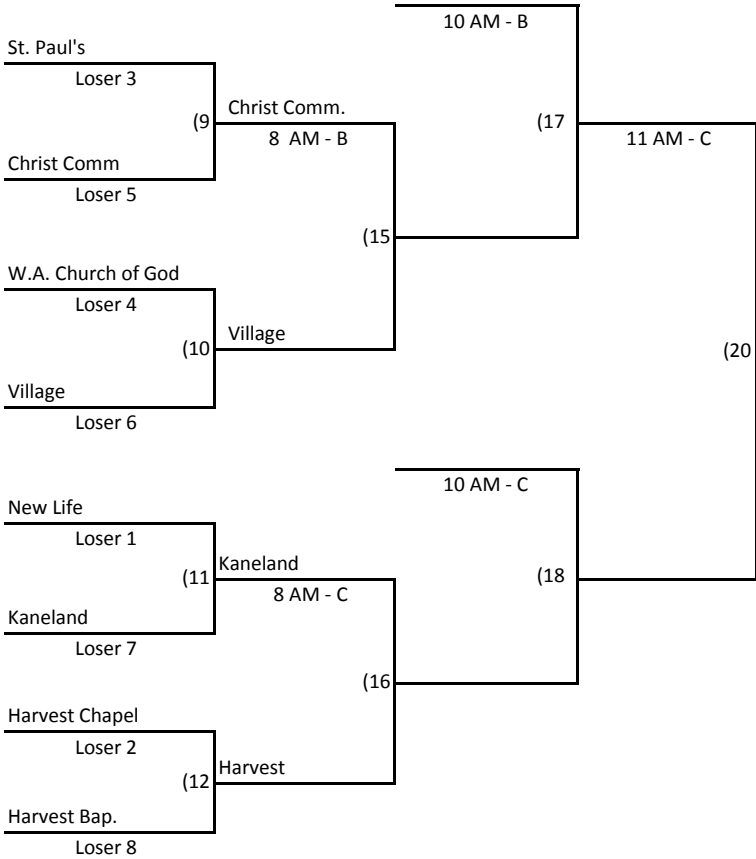 10 AM - B
St. Paul's
Loser 3
(9
Christ Comm.
8 AM - B
(17
11 AM - C
Christ Comm
Loser 5
(15
W.A. Church of God
Loser 4
(10
Village
(20
Village
Loser 6
10 AM - C
New Life
Loser 1
(11
Kaneland
8 AM - C
(18
Kaneland
Loser 7
(16
Harvest Chapel
Loser 2
(12
Harvest
Harvest Bap.
Loser 8